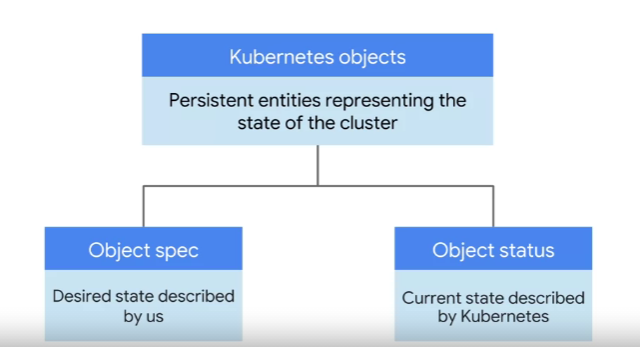 Kubernetes objects
Persistent entities representing the
state of the cluster
Object spec
Desired state described
by us
Object status
Current state described
by Kubernetes